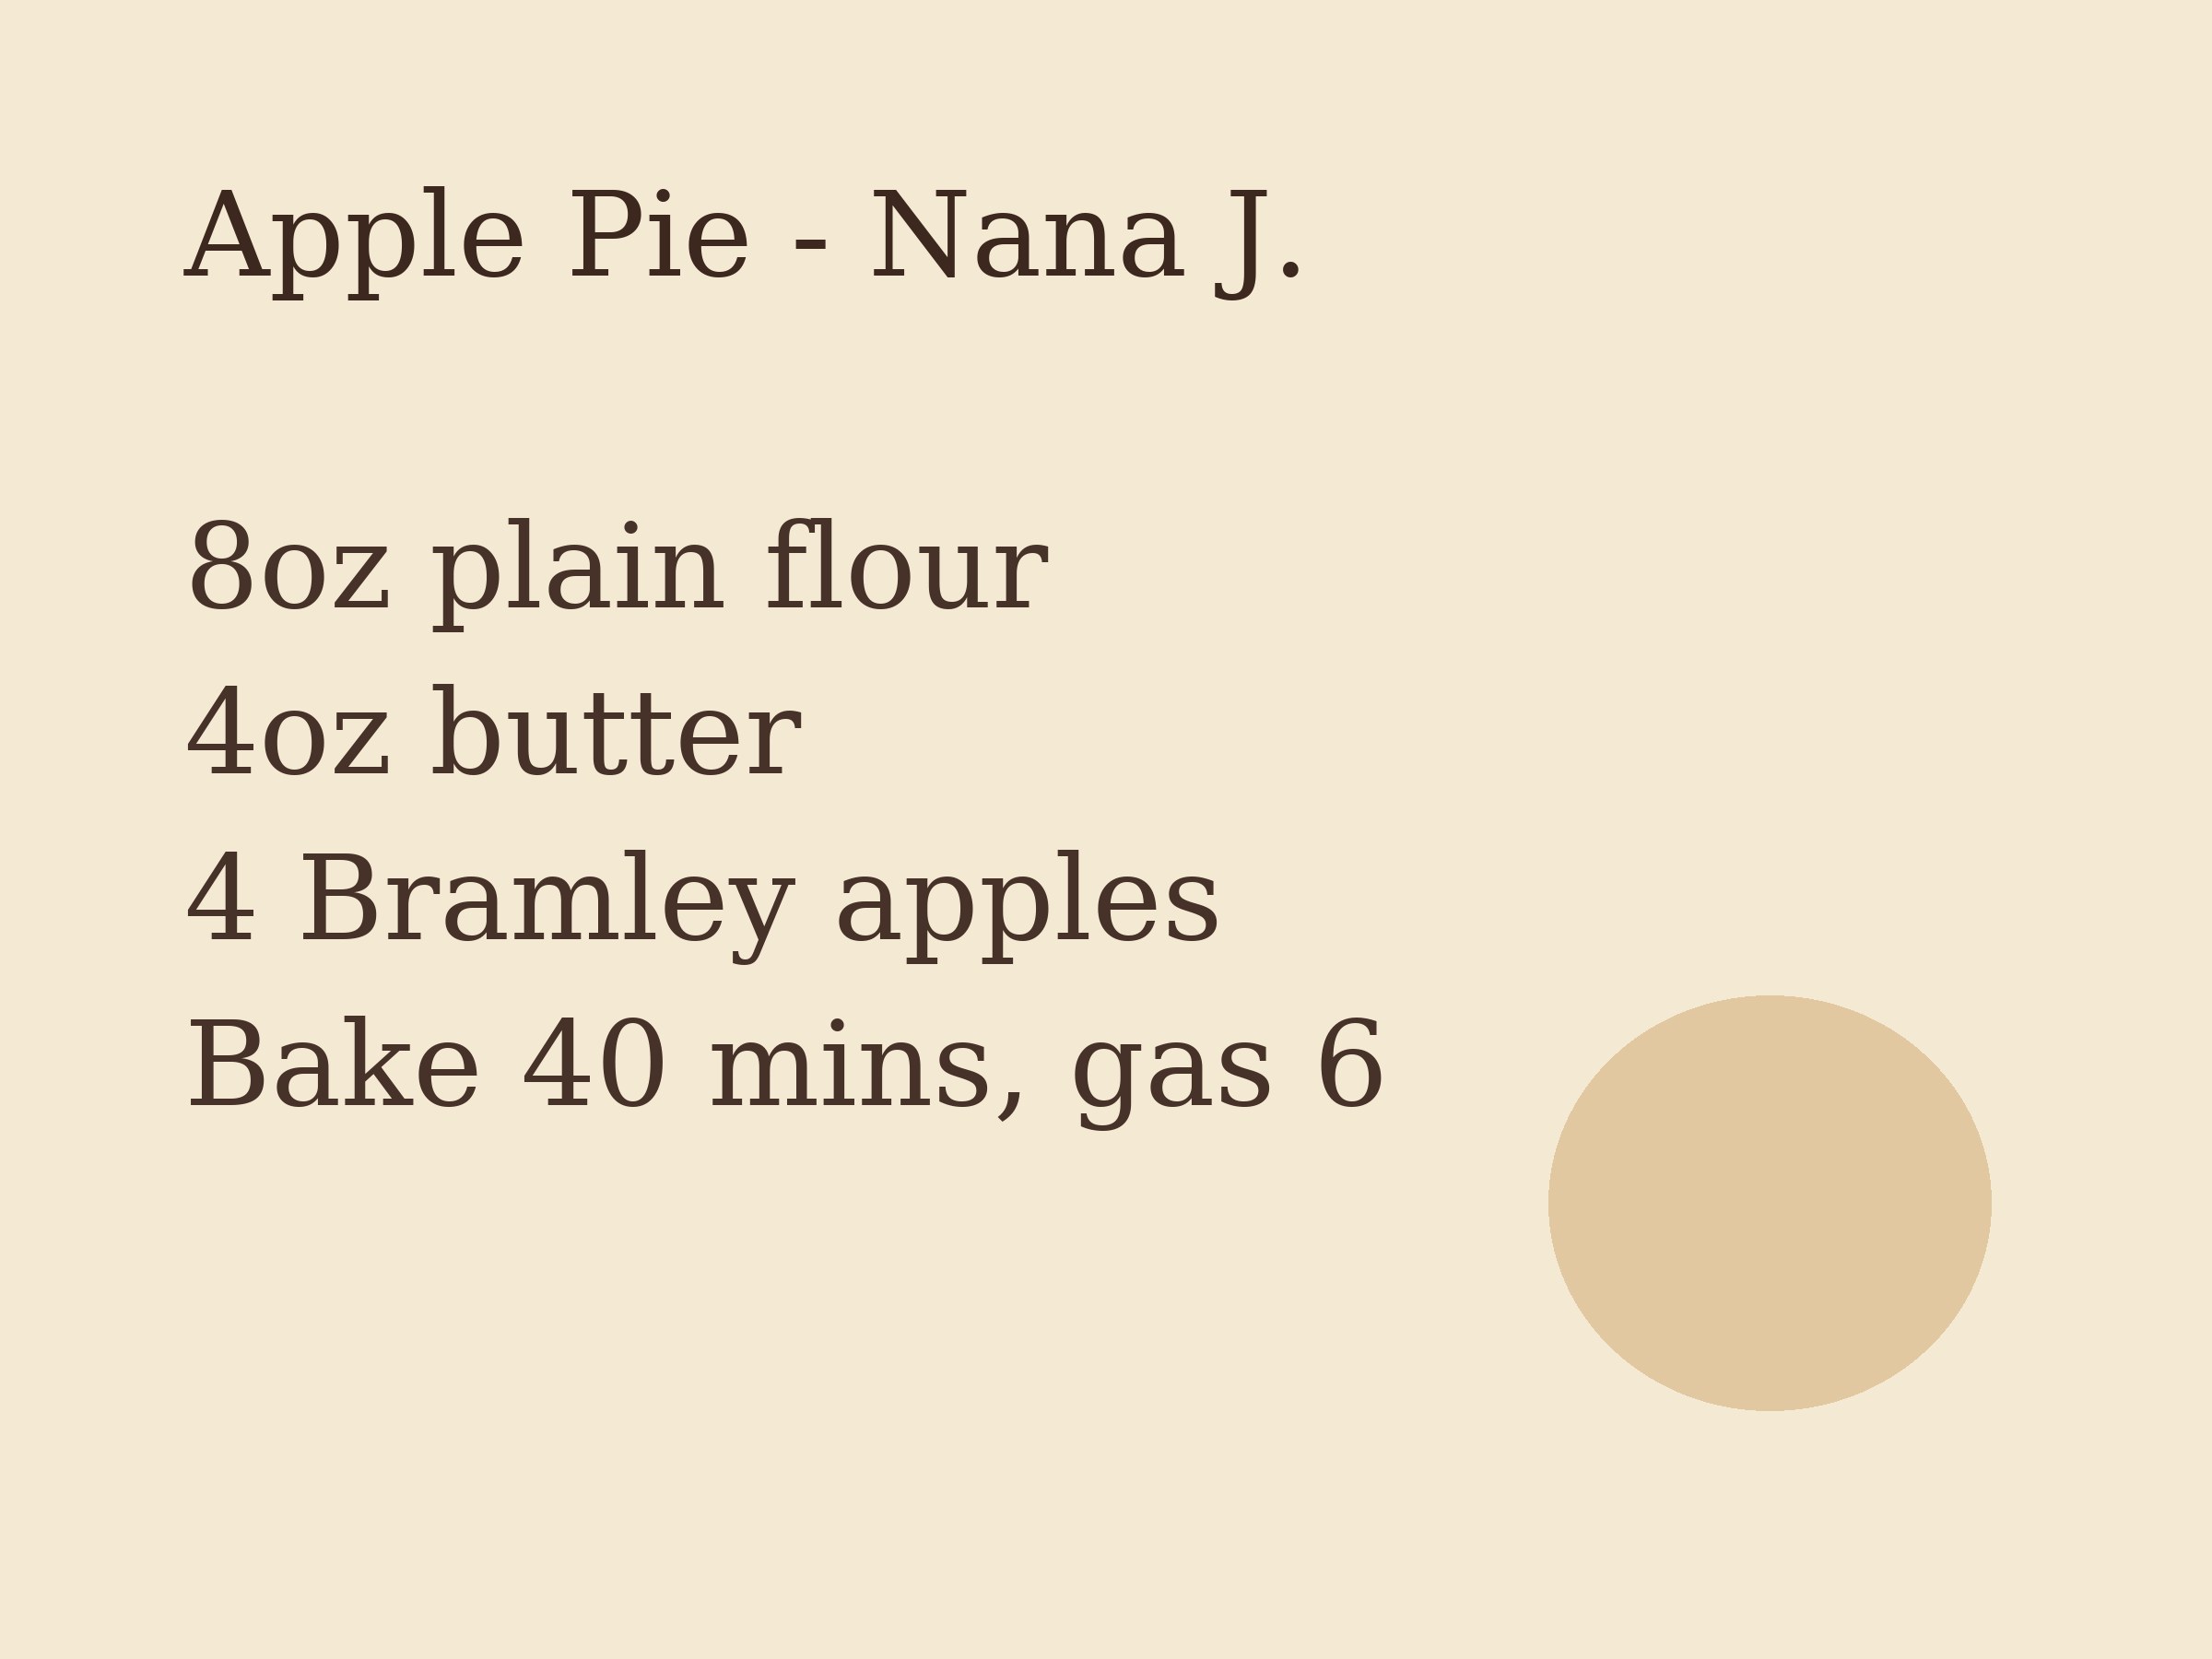 Apple Pie - Nana J.
8oz plain flour
4oz butter
4 Bramley apples
Bake 40 mins, gas 6